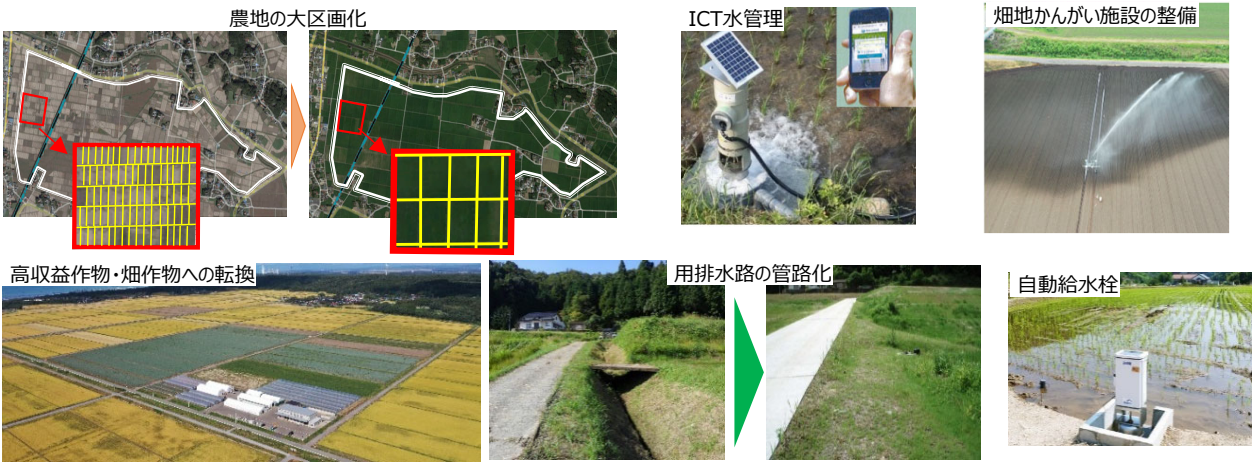 農地の大区画化
ICT水管理
畑地かんがい施設の整備
高収益作物・畑作物への転換
用排水路の管路化
自動給水栓